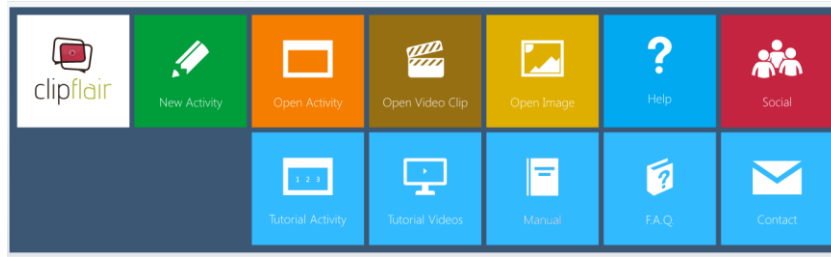 clipflair
New Activity
Open Activity
Open Video Clip
Open Image
?
Help
Social
1 2 3
Tutorial Activity
Tutorial Videos
Manual
?
F.A.Q.
Contact